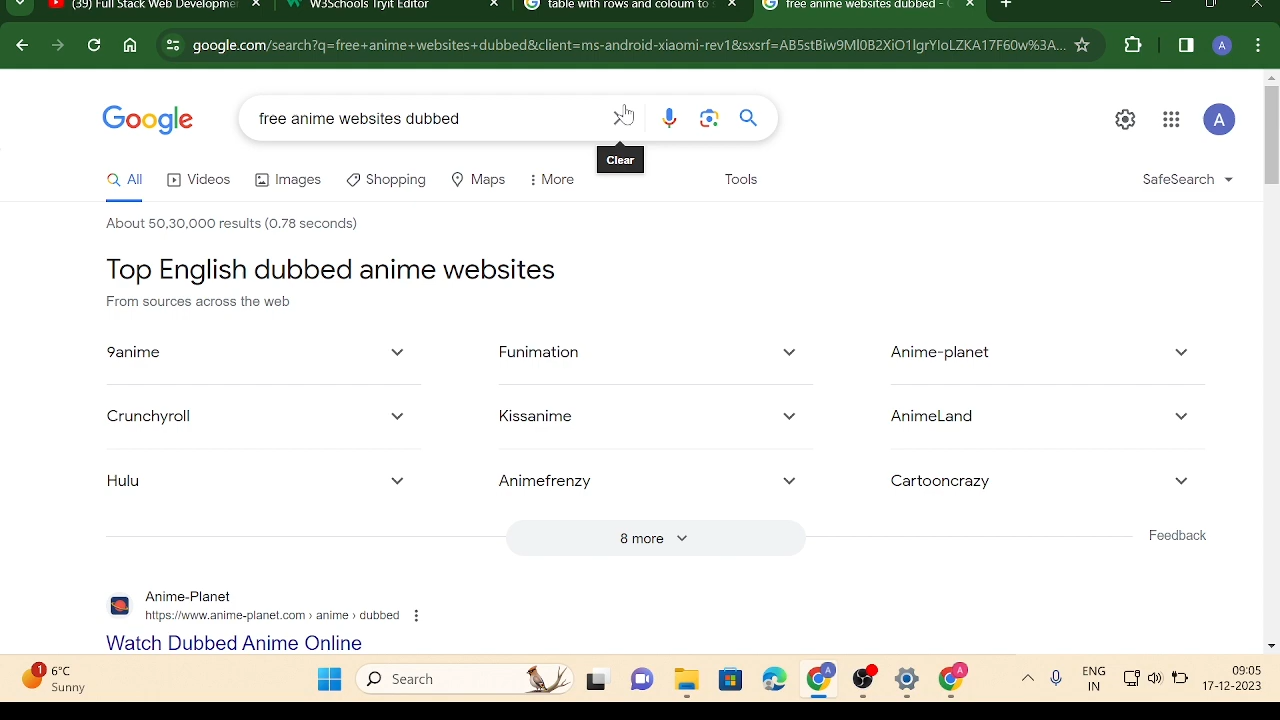 (39) Full Stack Web Developme
W3Schools Tryit Editor
table with rows and coloum to
free anime websites dubbed - G
google.com/search?q=free+anime+websites+dubbed&client=ms-android-xiaomi-rev1&sxsrf=AB5stBiw9Ml0B2XiO1lgrYIoLZKA17F60w%3A...
A
Google
free anime websites dubbed
A
Clear
All
Videos
Images
Shopping
Maps
More
Tools
SafeSearch
About 50,30,000 results (0.78 seconds)
Top English dubbed anime websites
From sources across the web
9anime
Funimation
Anime-planet
Crunchyroll
Kissanime
AnimeLand
Hulu
Animefrenzy
Cartooncrazy
8 more
Feedback
Anime-Planet
https://www.anime-planet.com › anime › dubbed
Watch Dubbed Anime Online
1
6°C
Sunny
Search
A
A
ENG
IN
09:05
17-12-2023